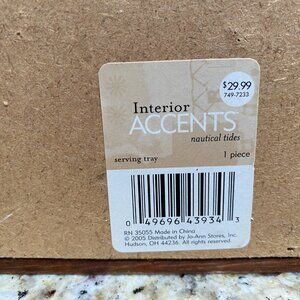 $29.99
749-7233
Interior
ACCENTS
nautical tides
serving tray 1 piece
0 49696 43934 3
RN 35055 Made in China
© 2005 Distributed by Jo-Ann Stores, Inc.
Hudson, OH 44236. All rights reserved.